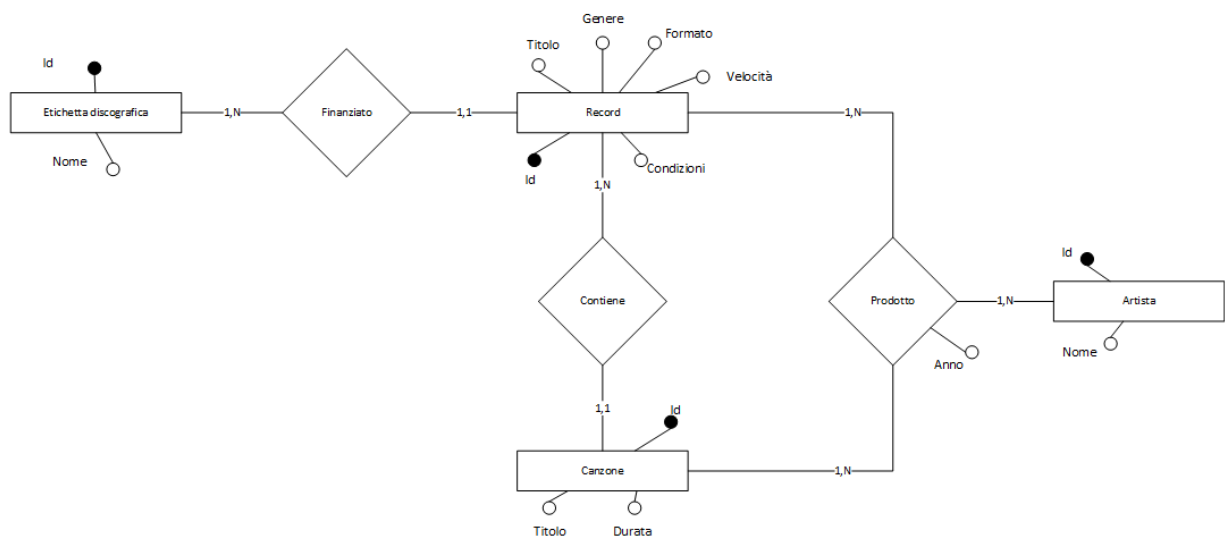 Genere
Titolo
Formato
Id
Velocità
Etichetta discografica
1,N
Finanziato
1,1
Record
1,N
Nome
Id
Condizioni
1,N
Id
Contiene
Prodotto
1,N
Artista
Anno
Nome
1,1
Id
Canzone
1,N
Titolo
Durata